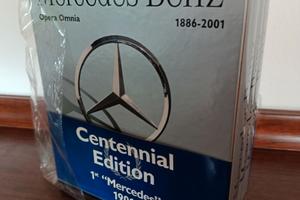 Mercedes Benz
Opera Omnia 1886-2001
Centennial
Edition
1st "Mercedes"